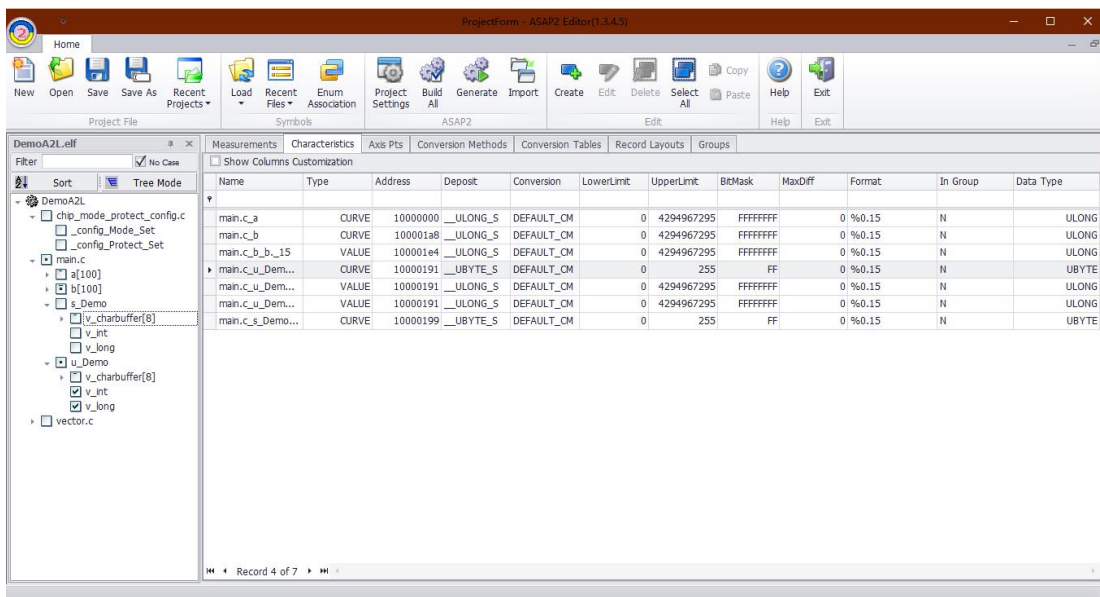 ProjectForm - ASAP2 Editor(1.3.4.5)
Home
New Open Save Save As Recent Projects Load Recent Files Enum Association Project Settings Build All Generate Import Create Edit Delete Select All Copy Paste Help Exit
Project File Symbols ASAP2 Edit Help Exit
DemoA2L.elf
Filter No Case
Sort Tree Mode
DemoA2L
chip_mode_protect_config.c
_config_Mode_Set
_config_Protect_Set
main.c
a[100]
b[100]
s_Demo
v_charbuffer[8]
v_int
v_long
u_Demo
v_charbuffer[8]
v_int
v_long
vector.c
Measurements Characteristics Axis Pts Conversion Methods Conversion Tables Record Layouts Groups
Show Columns Customization
Name Type Address Deposit Conversion LowerLimit UpperLimit BitMask MaxDiff Format In Group Data Type
main.c_a CURVE 10000000 __ULONG_S DEFAULT_CM 0 4294967295 FFFFFFFF 0 %0.15 N ULONG
main.c_b CURVE 100001a8 __ULONG_S DEFAULT_CM 0 4294967295 FFFFFFFF 0 %0.15 N ULONG
main.c_b_b._15 VALUE 100001e4 __ULONG_S DEFAULT_CM 0 4294967295 FFFFFFFF 0 %0.15 N ULONG
main.c_u_Dem... CURVE 10000191 __UBYTE_S DEFAULT_CM 0 255 FF 0 %0.15 N UBYTE
main.c_u_Dem... VALUE 10000191 __ULONG_S DEFAULT_CM 0 4294967295 FFFFFFFF 0 %0.15 N ULONG
main.c_u_Dem... VALUE 10000191 __ULONG_S DEFAULT_CM 0 4294967295 FFFFFFFF 0 %0.15 N ULONG
main.c_s_Demo... CURVE 10000199 __UBYTE_S DEFAULT_CM 0 255 FF 0 %0.15 N UBYTE
Record 4 of 7